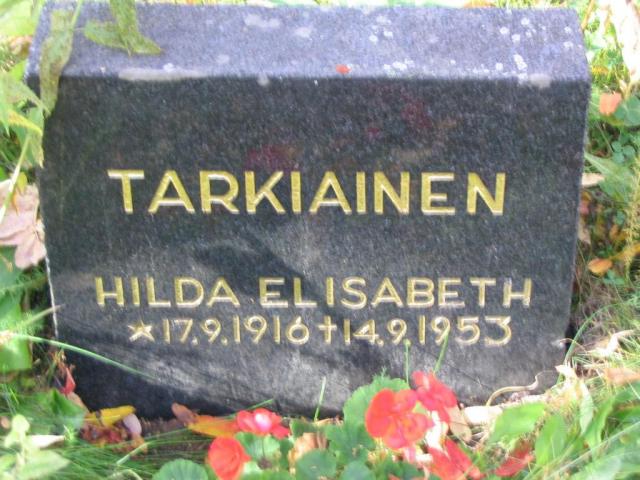 TARKIAINEN
HILDA ELISABETH
★17.9.1916†14.9.1953